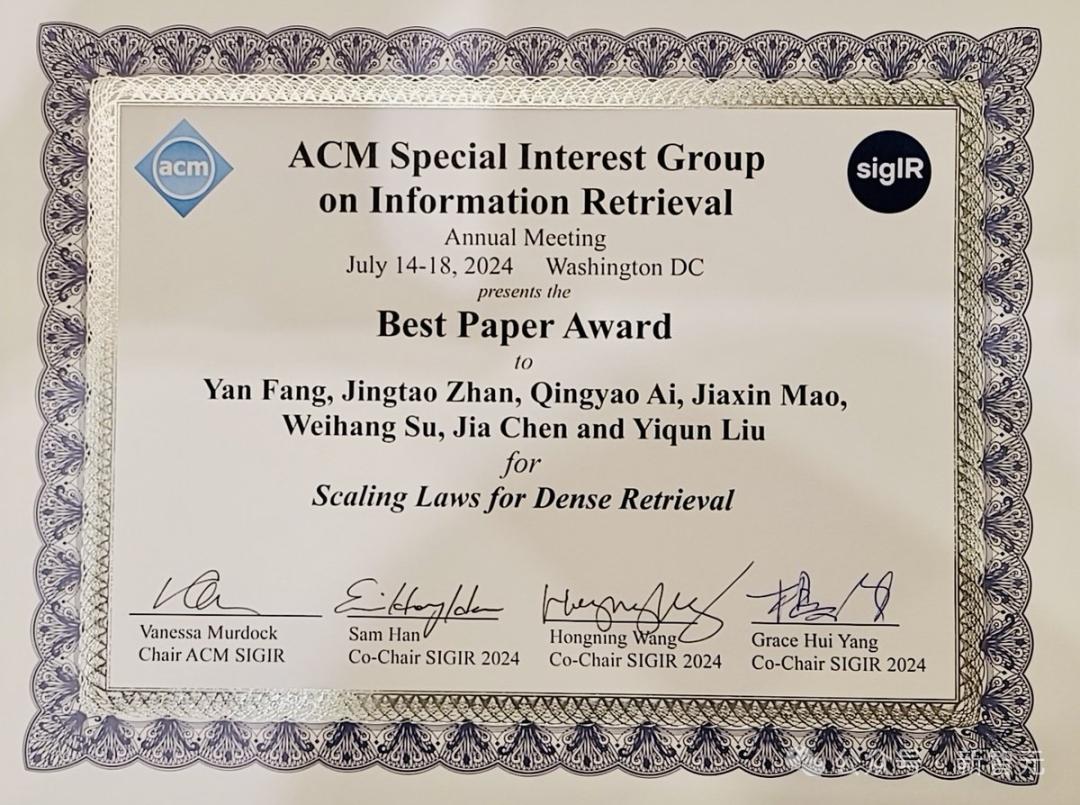 acm
ACM Special Interest Group
on Information Retrieval
sigIR
Annual Meeting
July 14-18, 2024 Washington DC
presents the
Best Paper Award
to
Yan Fang, Jingtao Zhan, Qingyao Ai, Jiaxin Mao,
Weihang Su, Jia Chen and Yiqun Liu
for
Scaling Laws for Dense Retrieval
Vanessa Murdock
Chair ACM SIGIR
Sam Han
Co-Chair SIGIR 2024
Hongning Wang
Co-Chair SIGIR 2024
Grace Hui Yang
Co-Chair SIGIR 2024
公众号 · 新智元